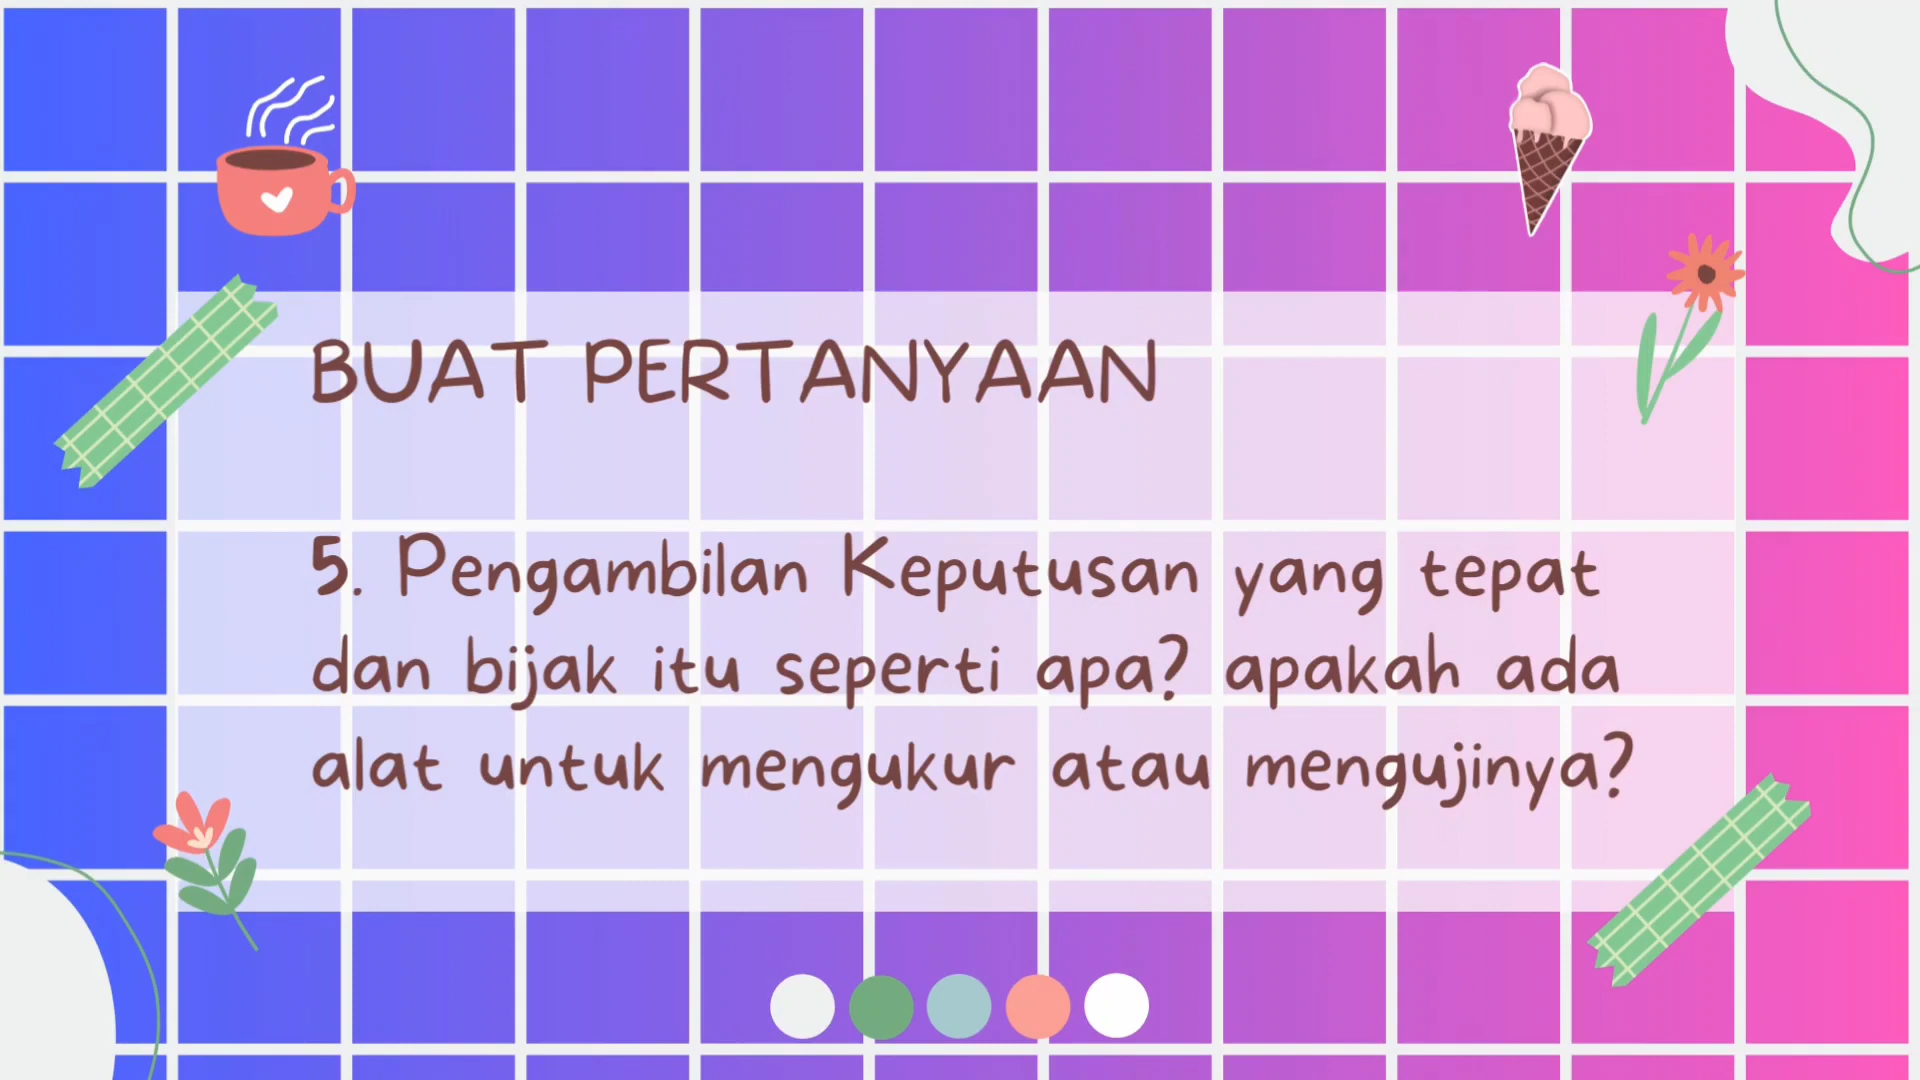 BUAT PERTANYAAN
5. Pengambilan Keputusan yang tepat
dan bijak itu seperti apa? apakah ada
alat untuk mengukur atau mengujinya?